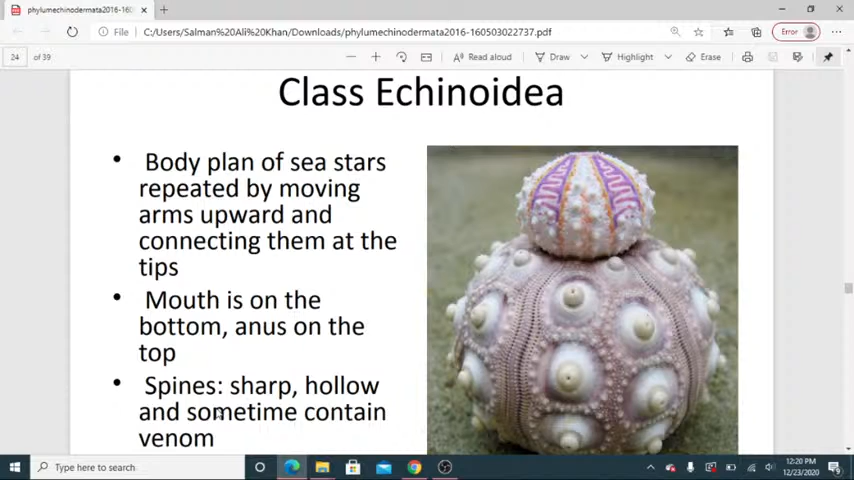 phylumechinodermata2016-160
File
C:/Users/Salman%20Ali%20Khan/Downloads/phylumechinodermata2016-160503022737.pdf
Error
24 of 39
Read aloud
Draw
Highlight
Erase
Class Echinoidea
• Body plan of sea stars
repeated by moving
arms upward and
connecting them at the
tips
• Mouth is on the
bottom, anus on the
top
• Spines: sharp, hollow
and sometime contain
venom
Type here to search
12:20 PM
12/23/2020